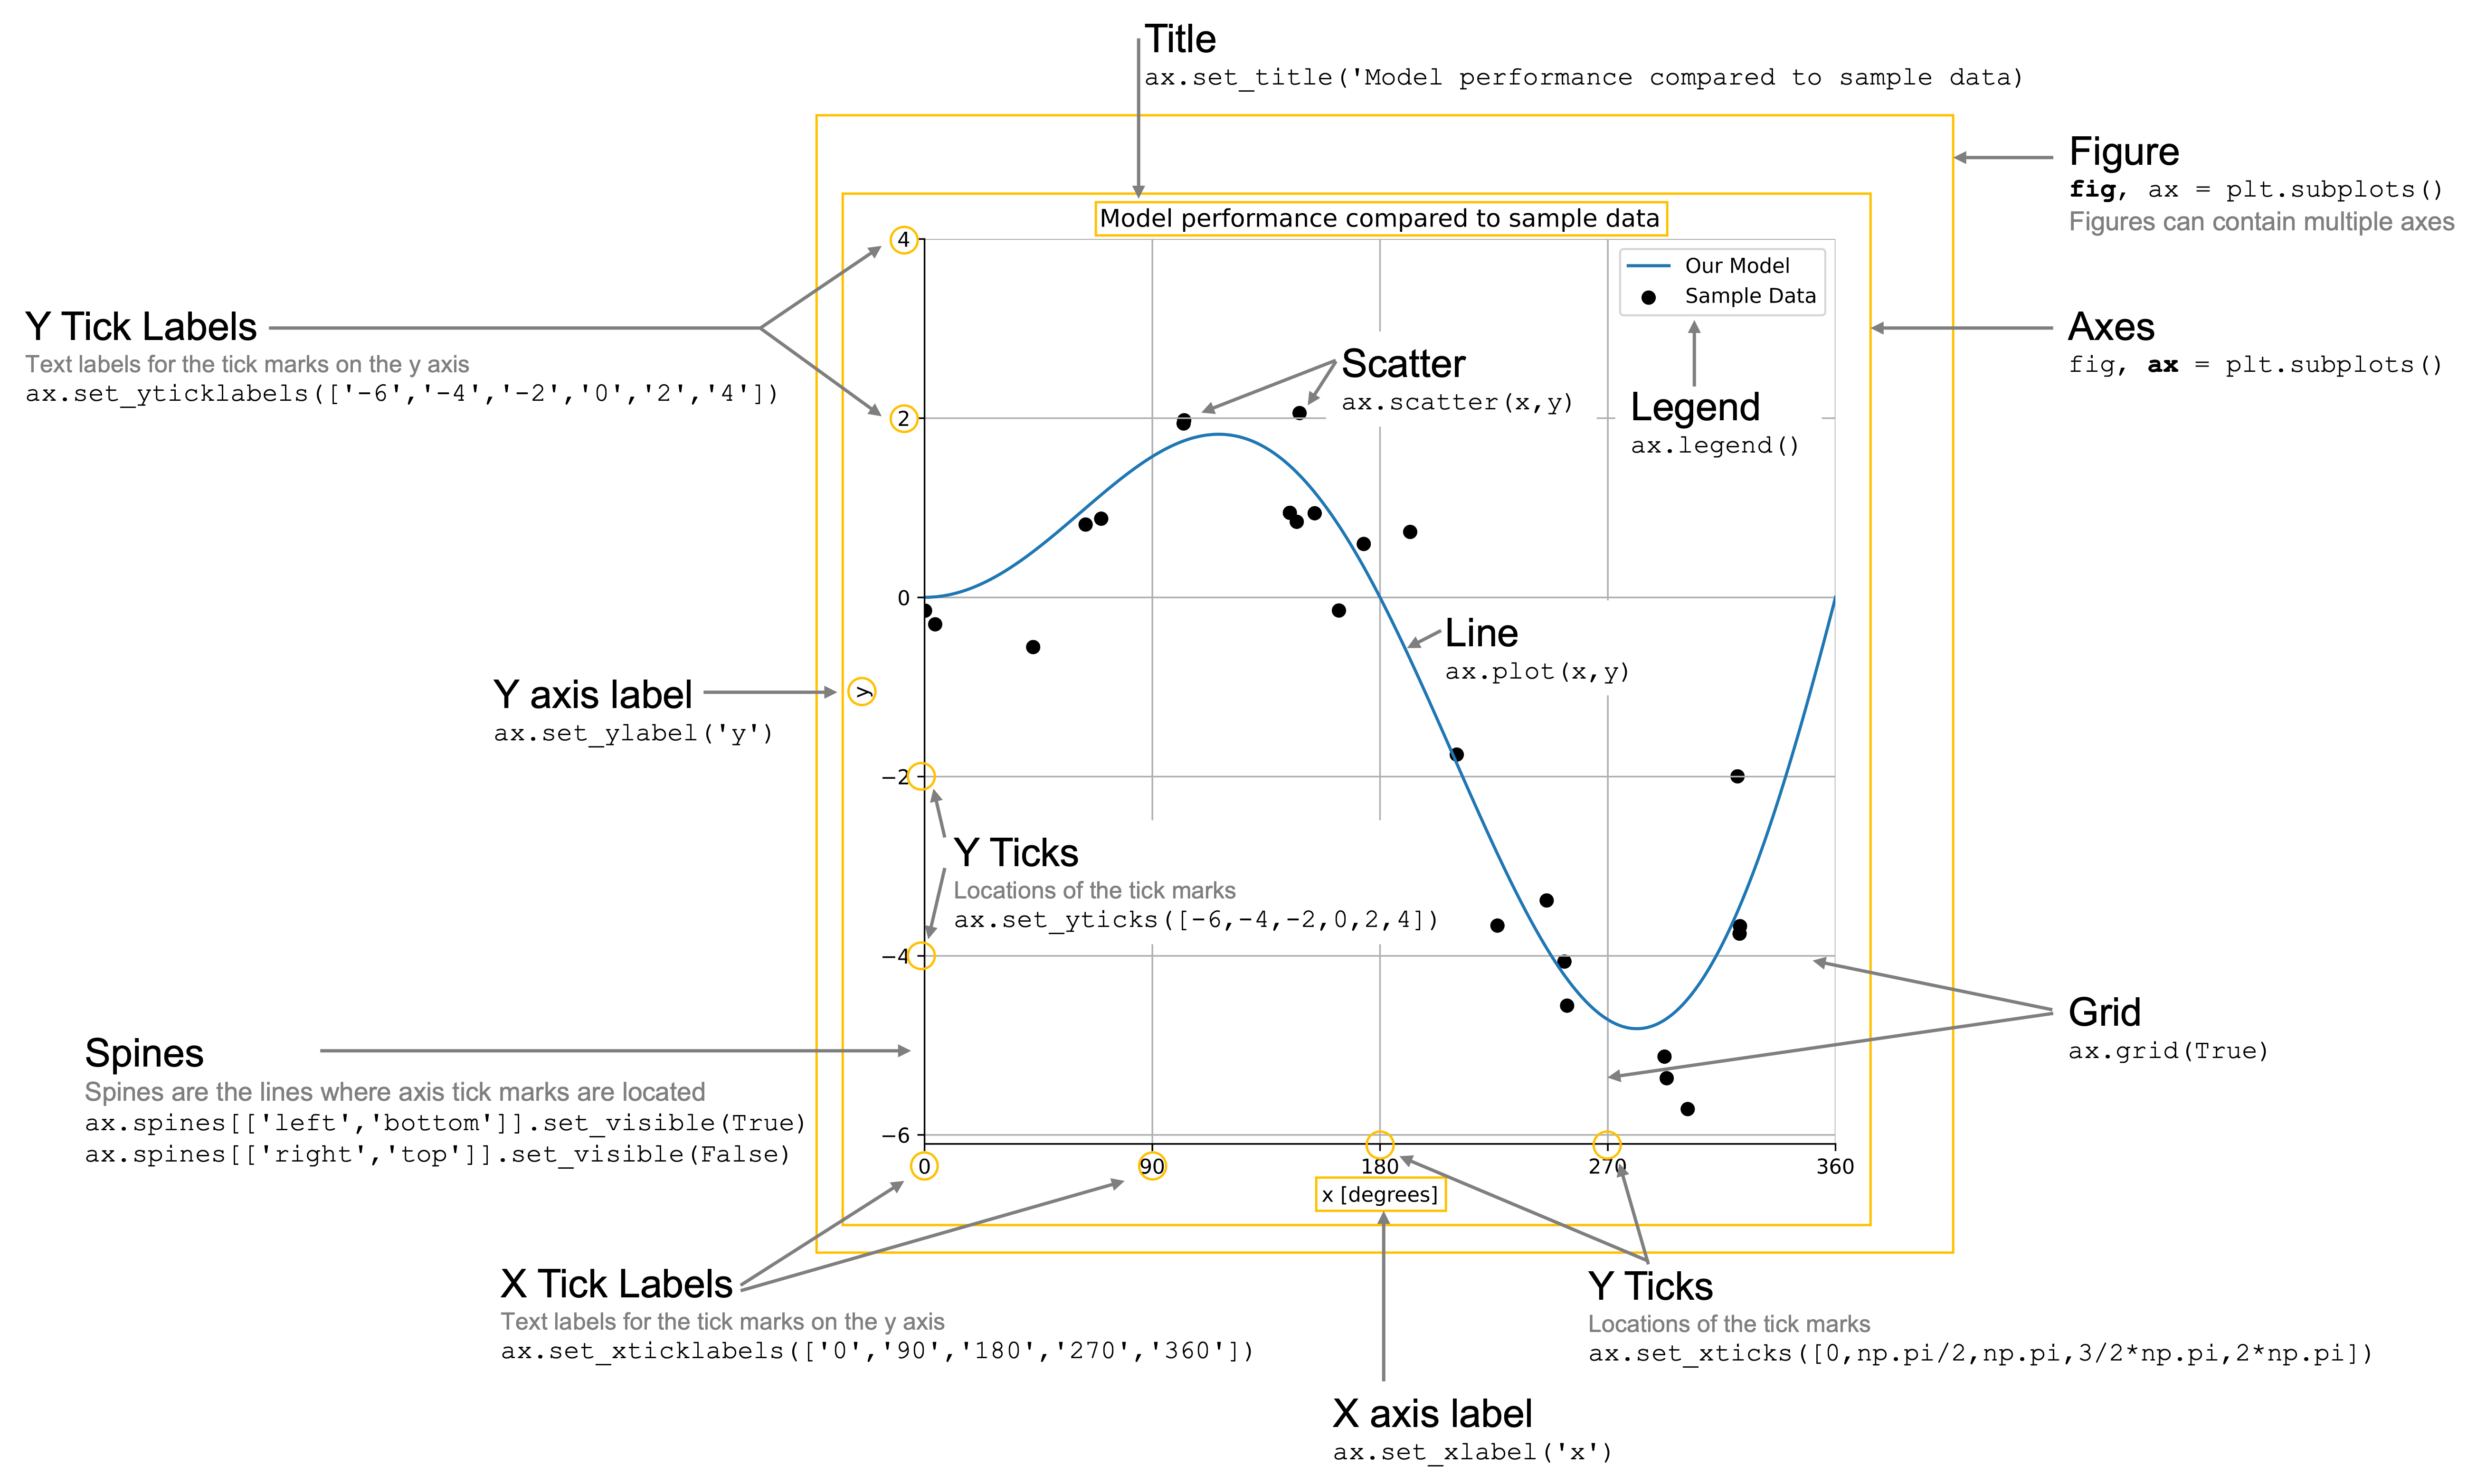 Title
ax.set_title('Model performance compared to sample data)
Figure
fig, ax = plt.subplots()
Figures can contain multiple axes
Model performance compared to sample data
4
Our Model
Sample Data
Y Tick Labels
Text labels for the tick marks on the y axis
ax.set_yticklabels(['-6','-4','-2','0','2','4'])
Axes
fig, ax = plt.subplots()
Scatter
ax.scatter(x,y)
Legend
ax.legend()
2
0
Line
ax.plot(x,y)
Y axis label
ax.set_ylabel('y')
y
−2
Y Ticks
Locations of the tick marks
ax.set_yticks([-6,-4,-2,0,2,4])
−4
Grid
ax.grid(True)
Spines
Spines are the lines where axis tick marks are located
ax.spines[['left','bottom']].set_visible(True)
ax.spines[['right','top']].set_visible(False)
−6
0 90 180 270 360
x [degrees]
X Tick Labels
Text labels for the tick marks on the y axis
ax.set_xticklabels(['0','90','180','270','360'])
Y Ticks
Locations of the tick marks
ax.set_xticks([0,np.pi/2,np.pi,3/2*np.pi,2*np.pi])
X axis label
ax.set_xlabel('x')